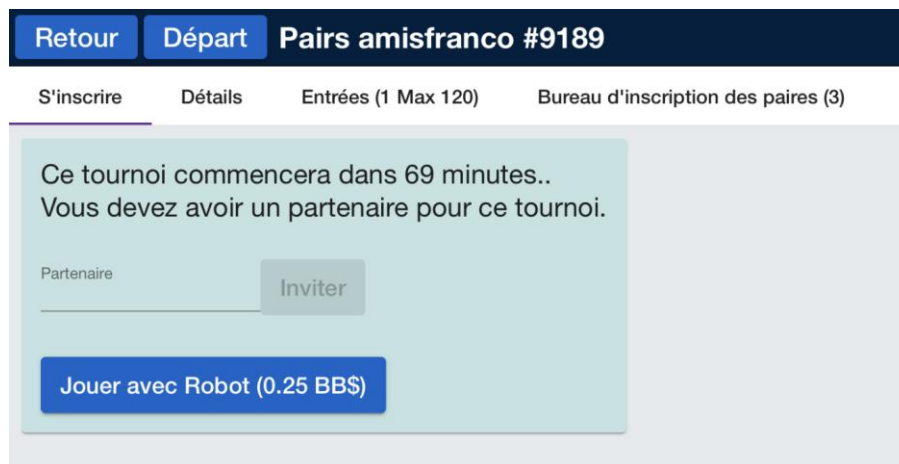 Retour Départ Pairs amisfranco #9189
S'inscrire Détails Entrées (1 Max 120) Bureau d'inscription des paires (3)
Ce tournoi commencera dans 69 minutes..
Vous devez avoir un partenaire pour ce tournoi.
Partenaire
Inviter
Jouer avec Robot (0.25 BB$)